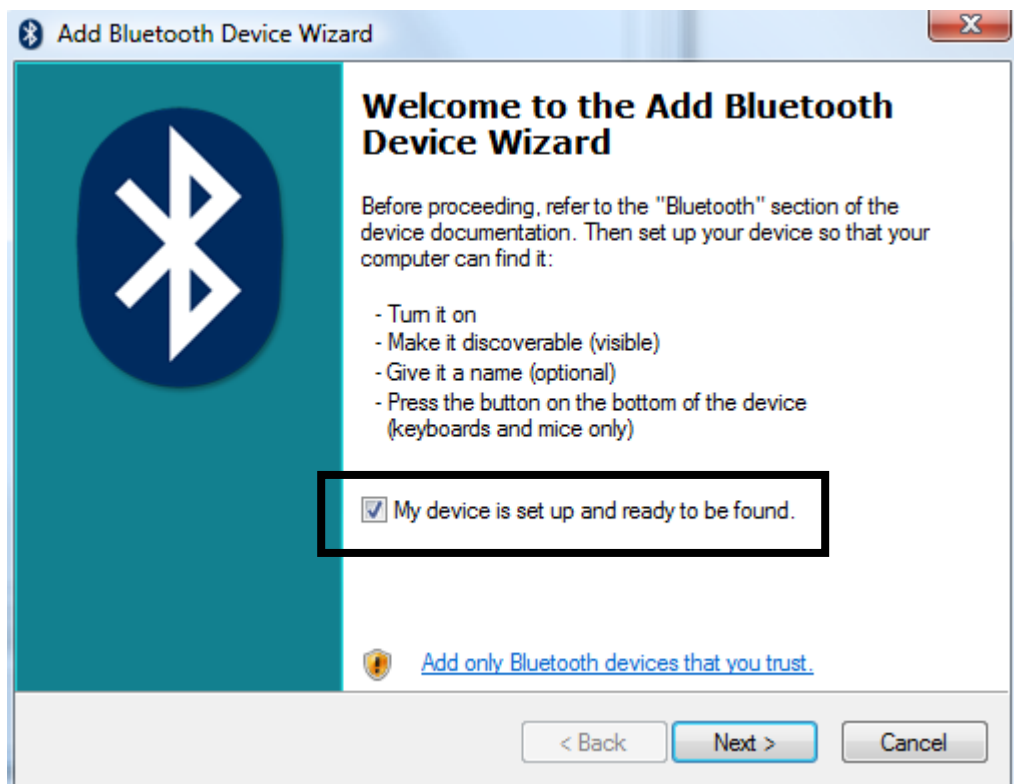 Add Bluetooth Device Wizard
Welcome to the Add Bluetooth
Device Wizard
Before proceeding, refer to the "Bluetooth" section of the
device documentation. Then set up your device so that your
computer can find it:
- Turn it on
- Make it discoverable (visible)
- Give it a name (optional)
- Press the button on the bottom of the device
(keyboards and mice only)
My device is set up and ready to be found.
Add only Bluetooth devices that you trust.
< Back Next > Cancel